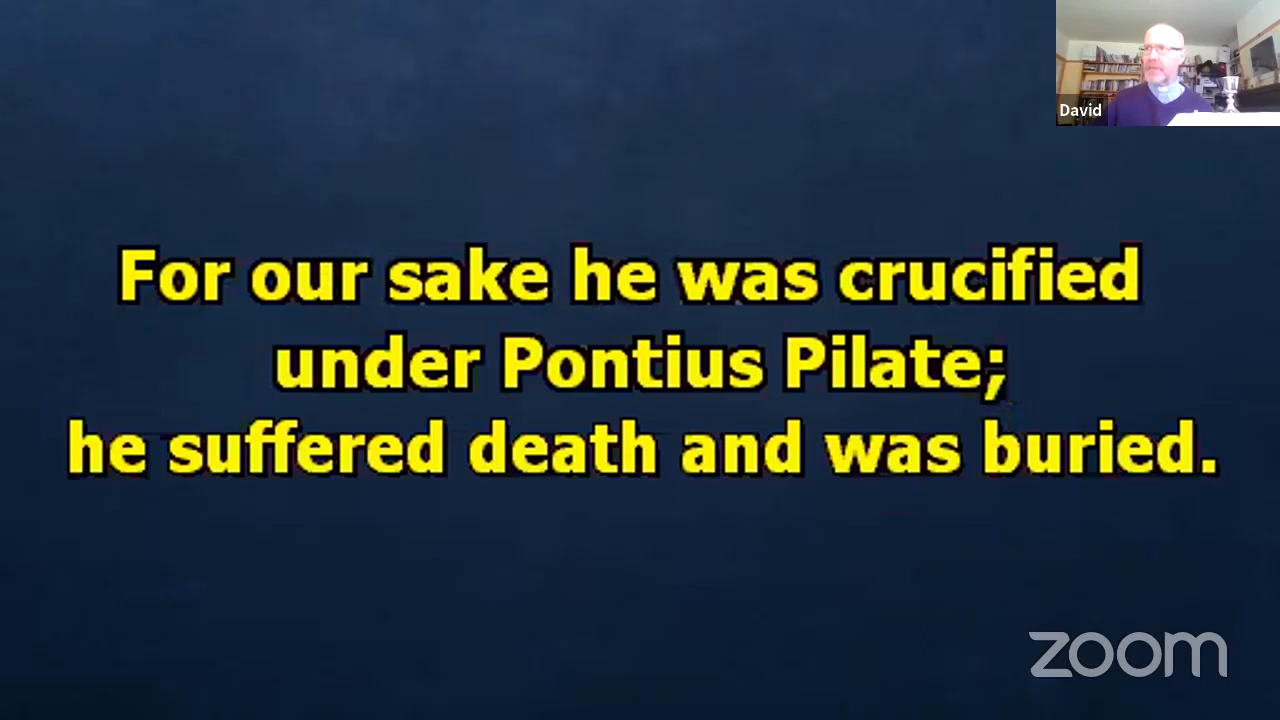 David
For our sake he was crucified
under Pontius Pilate;
he suffered death and was buried.
zoom